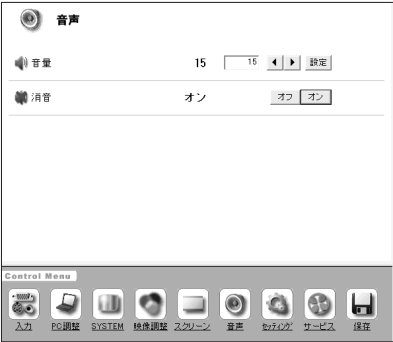 音声
音量 15 15 設定
消音 オン オフ オン
Control Menu
入力 PC調整 SYSTEM 映像調整 スクリーン 音声 セッティング サービス 保存